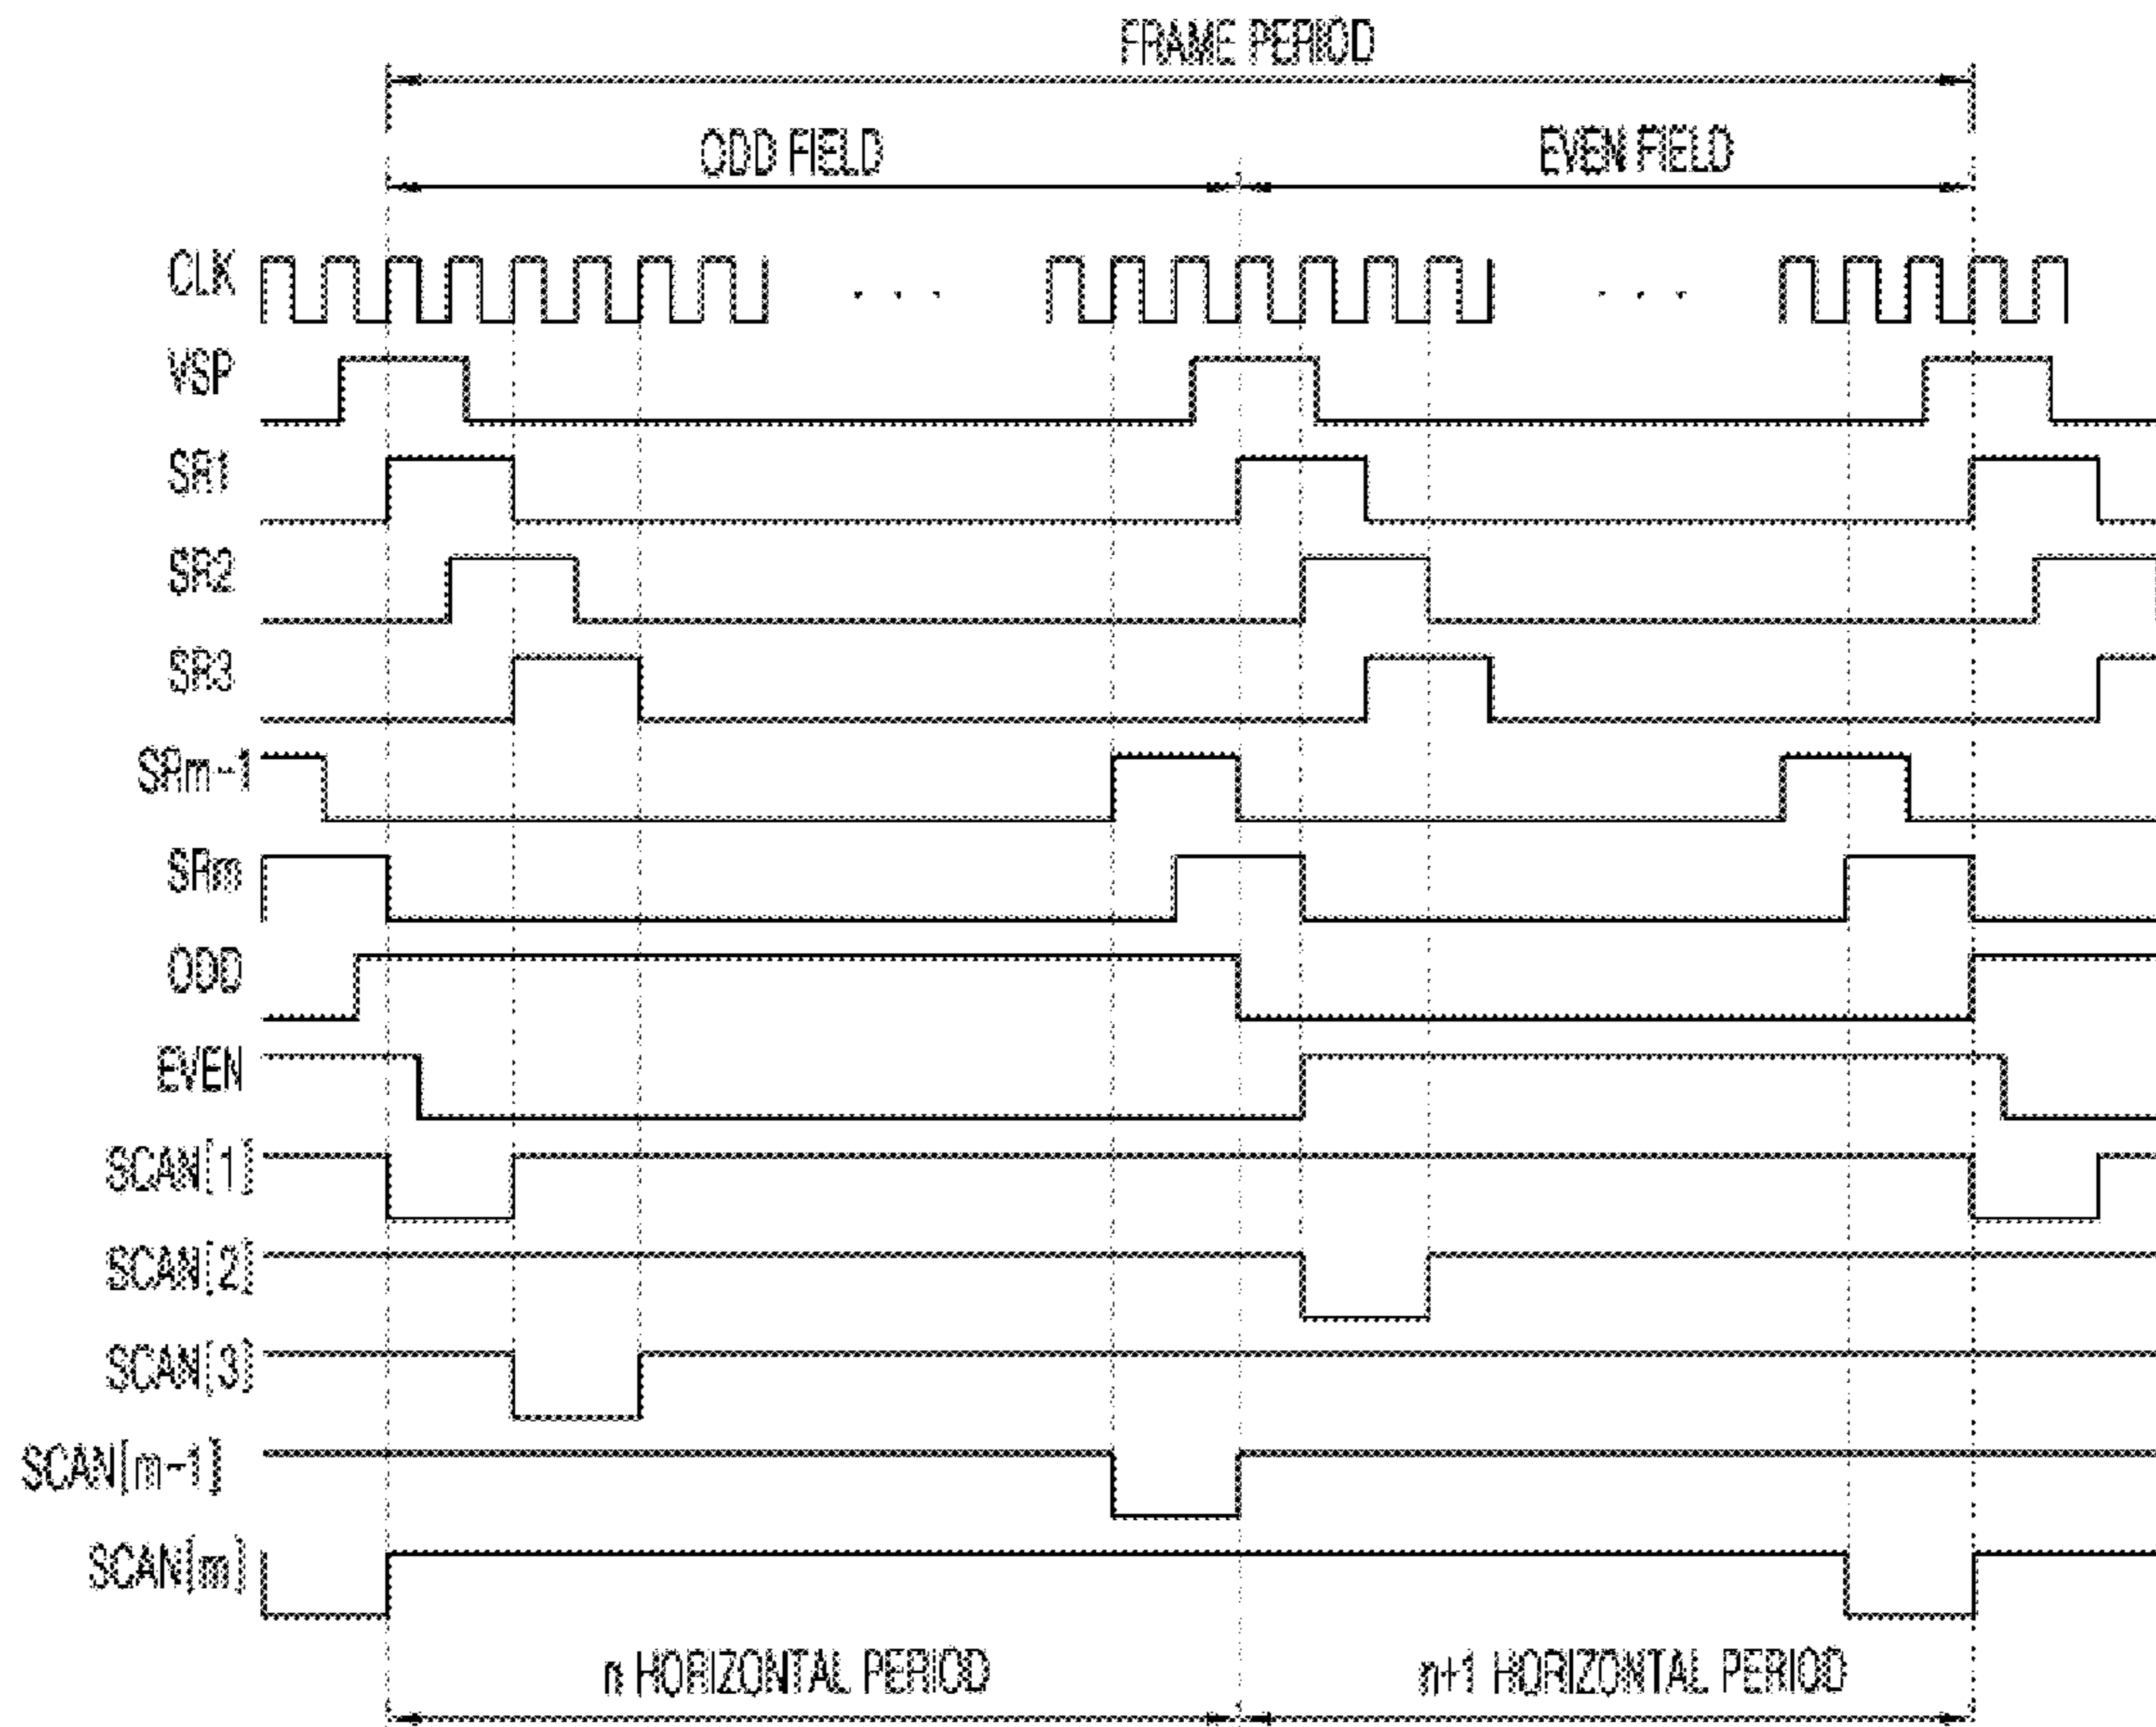 FRAME PERIOD
ODD FIELD
EVEN FIELD
CLK
. . .
. . .
VSP
SR1
SR2
SR3
SRm-1
SRm
ODD
EVEN
SCAN[1]
SCAN[2]
SCAN[3]
SCAN[m-1]
SCAN[m]
n HORIZONTAL PERIOD
n+1 HORIZONTAL PERIOD